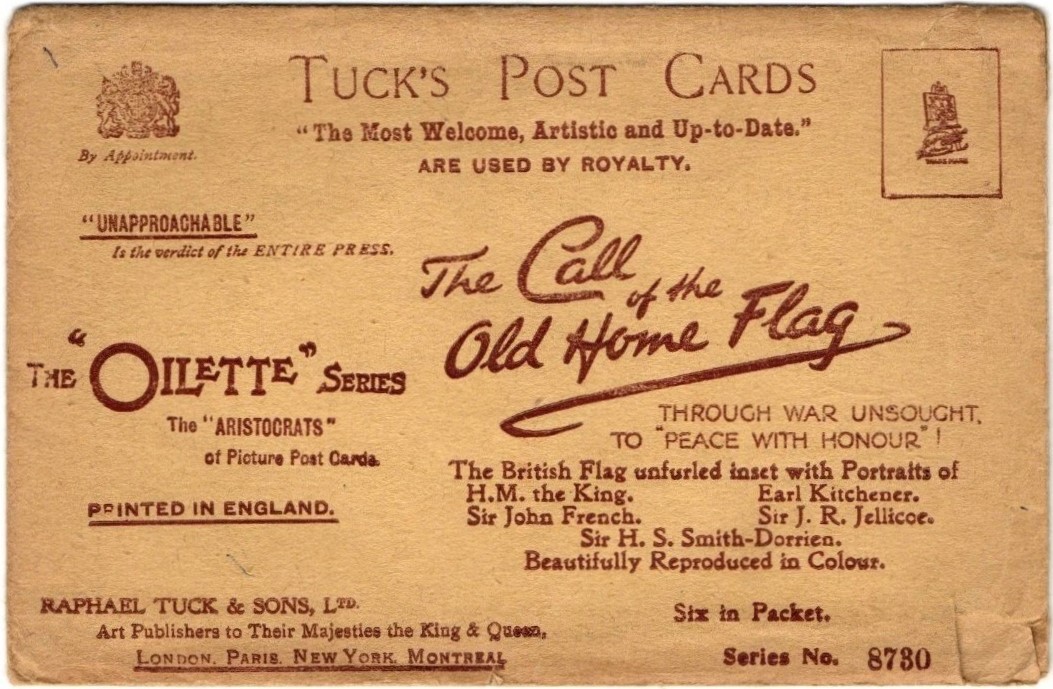 TUCK'S POST CARDS
"The Most Welcome, Artistic and Up-to-Date."
ARE USED BY ROYALTY.
By Appointment.
TRADE MARK
"UNAPPROACHABLE"
Is the verdict of the ENTIRE PRESS.
The Call
of the
Old Home Flag
THE "OILETTE" SERIES
The "ARISTOCRATS"
of Picture Post Cards.
PRINTED IN ENGLAND.
THROUGH WAR UNSOUGHT,
TO "PEACE WITH HONOUR"!
The British Flag unfurled inset with Portraits of
H.M. the King. Earl Kitchener.
Sir John French. Sir J. R. Jellicoe.
Sir H. S. Smith-Dorrien.
Beautifully Reproduced in Colour.
RAPHAEL TUCK & SONS, LTD.
Art Publishers to Their Majesties the King & Queen,
LONDON. PARIS. NEW YORK. MONTREAL
Six in Packet.
Series No. 8730